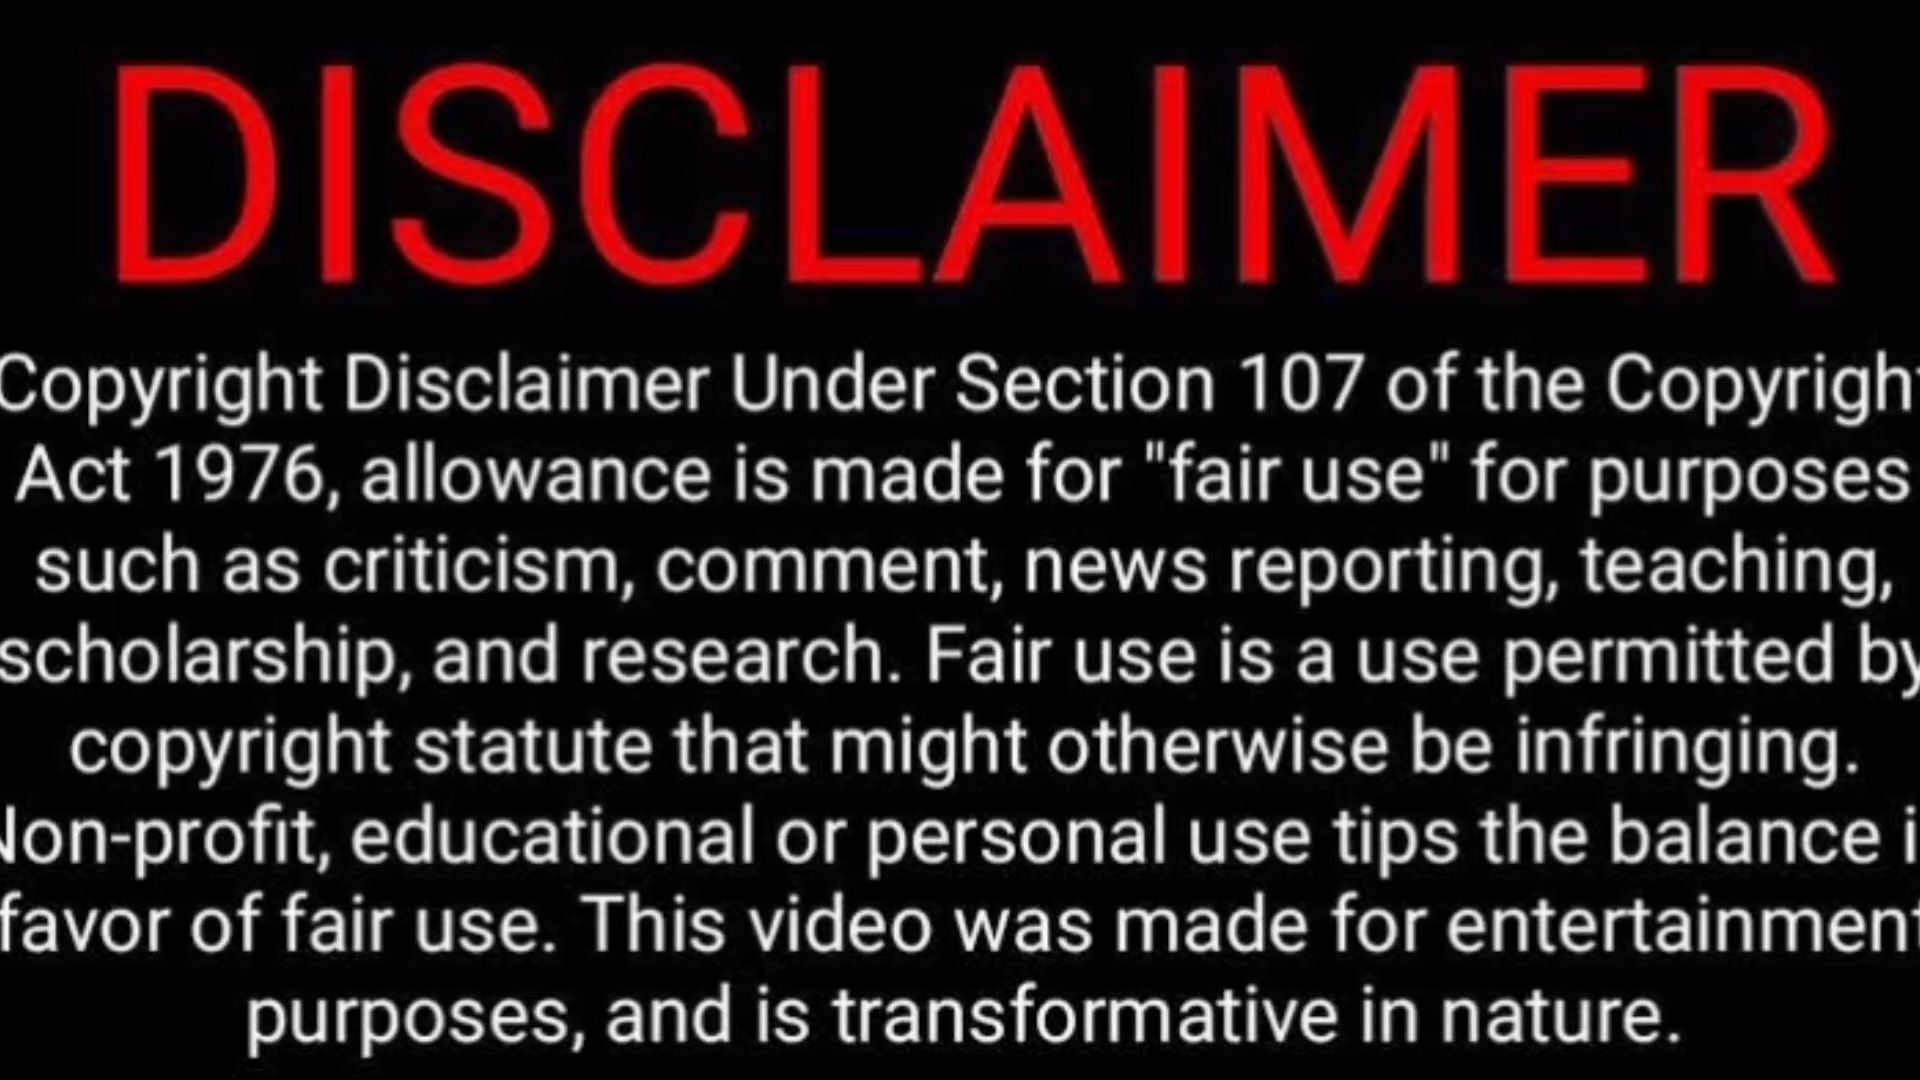 DISCLAIMER
Copyright Disclaimer Under Section 107 of the Copyright
Act 1976, allowance is made for "fair use" for purposes
such as criticism, comment, news reporting, teaching,
scholarship, and research. Fair use is a use permitted by
copyright statute that might otherwise be infringing.
Non-profit, educational or personal use tips the balance i
favor of fair use. This video was made for entertainment
purposes, and is transformative in nature.